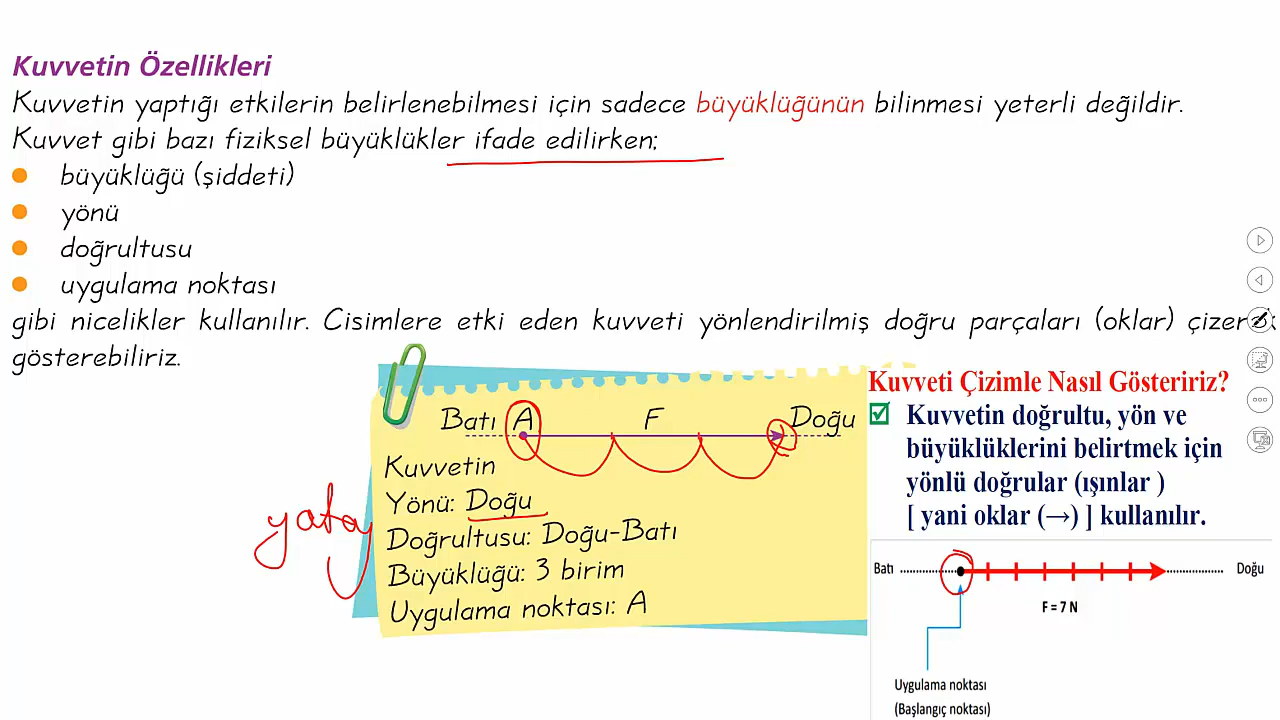 Kuvvetin Özellikleri
Kuvvetin yaptığı etkilerin belirlenebilmesi için sadece büyüklüğünün bilinmesi yeterli değildir.
Kuvvet gibi bazı fiziksel büyüklükler ifade edilirken;
büyüklüğü (şiddeti)
yönü
doğrultusu
uygulama noktası
gibi nicelikler kullanılır. Cisimlere etki eden kuvveti yönlendirilmiş doğru parçaları (oklar)
gösterebiliriz.
Batı A F Doğu
Kuvvetin
Yönü: Doğu
Doğrultusu: Doğu-Batı
Büyüklüğü: 3 birim
Uygulama noktası: A
yatay
Kuvveti Çizimle Nasıl Gösteririz?
Kuvvetin doğrultu, yön ve
büyüklüklerini belirtmek için
yönlü doğrular (ışınlar )
[ yani oklar (→) ] kullanılır.
Batı Doğu
F = 7 N
Uygulama noktası
(Başlangıç noktası)